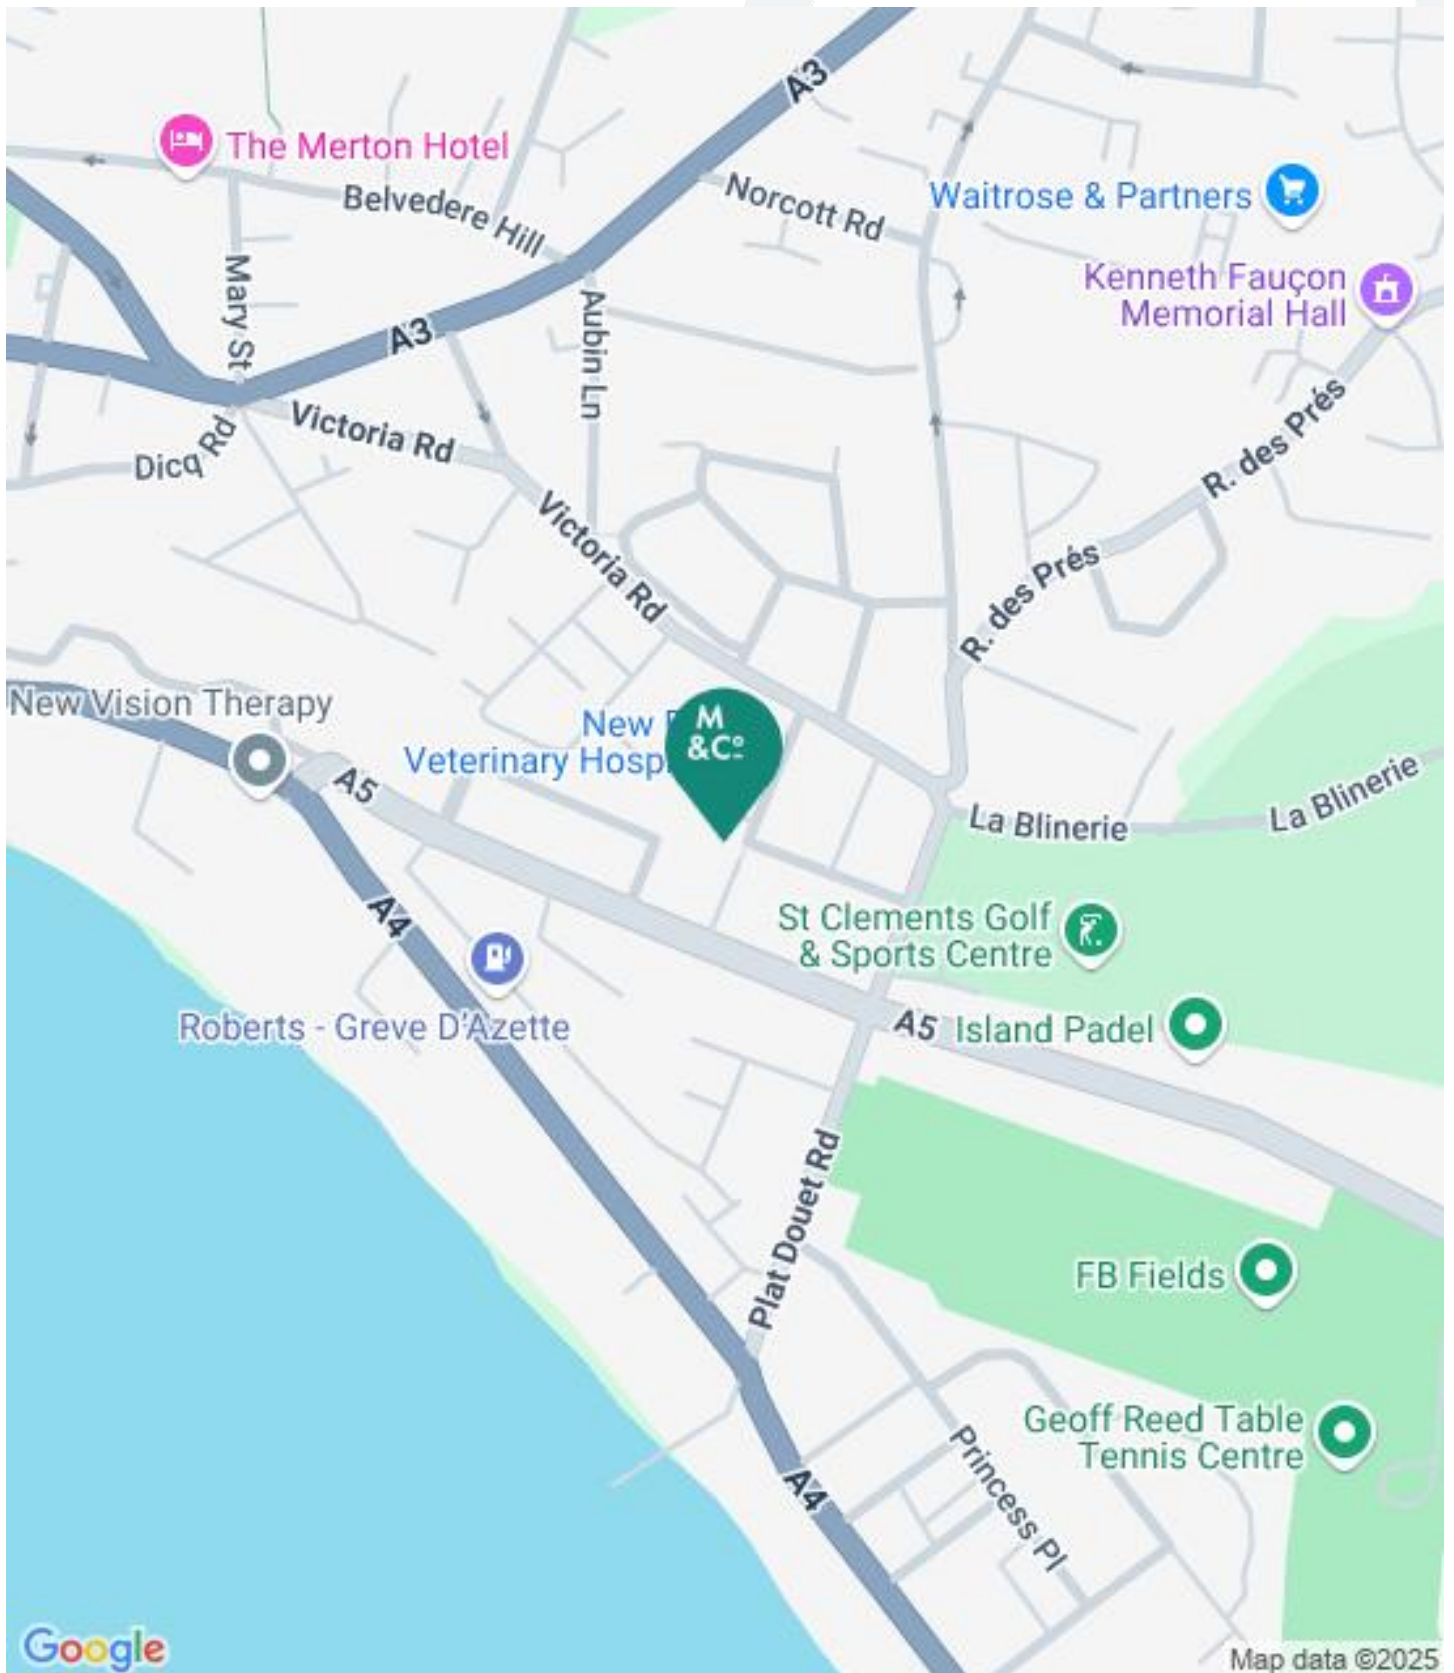 A3
The Merton Hotel
Belvedere Hill
Norcott Rd
Waitrose & Partners
Kenneth Fauçon
Memorial Hall
Mary St
Aubin Ln
A3
Victoria Rd
Dicq Rd
R. des Prés
Victoria Rd
R. des Prés
New Vision Therapy
New
Veterinary
M
&Co
A5
La Blinerie
La Blinerie
A4
St Clements Golf
& Sports Centre
Roberts - Greve D'Azette
A5
Island Padel
Plat Douet Rd
FB Fields
Geoff Reed Table
Tennis Centre
Princess Pl
A4
Google
Map data ©2025